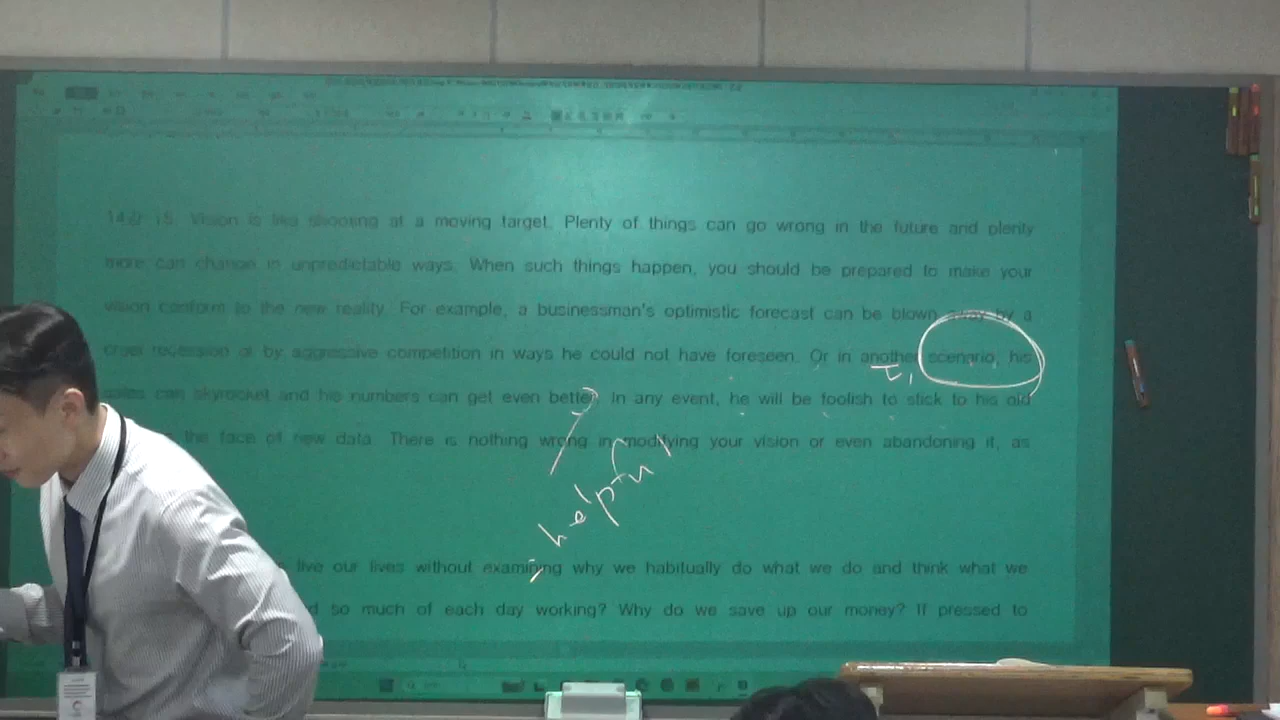 Vision is like shooting at a moving target. Plenty of things can go wrong in the future and plenty
more can change in unpredictable ways. When such things happen, you should be prepared to make your
vision conform to the new reality. For example, a businessman's optimistic forecast can be blown away by a
cruel recession or by aggressive competition in ways he could not have foreseen. Or in another scenario, his
sales can skyrocket and his numbers can get even better. In any event, he will be foolish to stick to his old
the face of new data. There is nothing wrong in modifying your vision or even abandoning it, as
helpful
live our lives without examining why we habitually do what we do and think what we
so much of each day working? Why do we save up our money? If pressed to